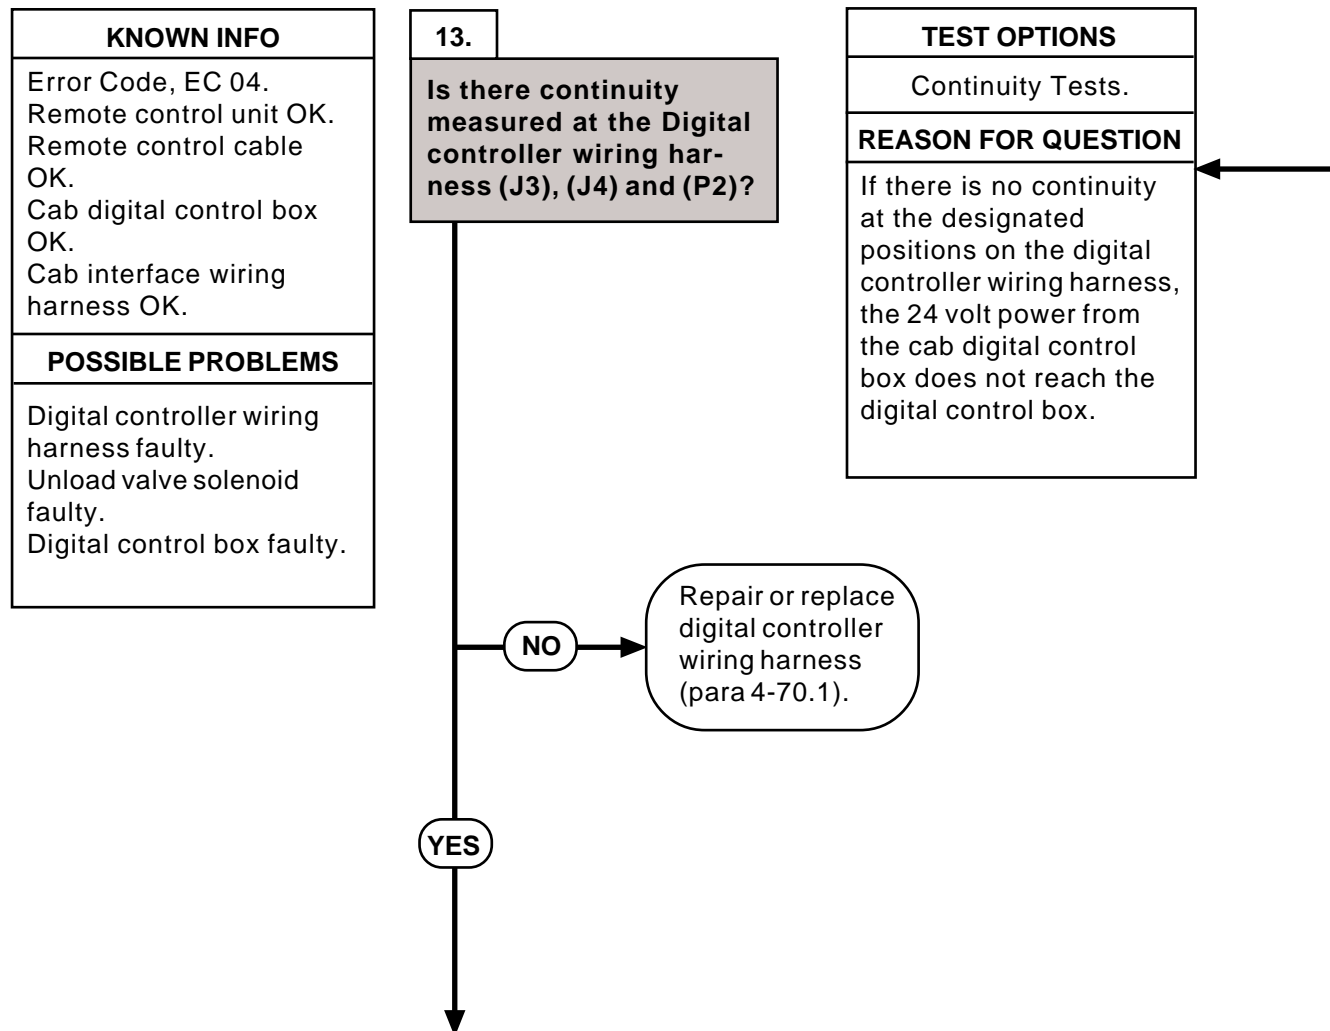 KNOWN INFO
Error Code, EC 04.
Remote control unit OK.
Remote control cable
OK.
Cab digital control box
OK.
Cab interface wiring
harness OK.
POSSIBLE PROBLEMS
Digital controller wiring
harness faulty.
Unload valve solenoid
faulty.
Digital control box faulty.
13.
Is there continuity
measured at the Digital
controller wiring har-
ness (J3), (J4) and (P2)?
TEST OPTIONS
Continuity Tests.
REASON FOR QUESTION
If there is no continuity
at the designated
positions on the digital
controller wiring harness,
the 24 volt power from
the cab digital control
box does not reach the
digital control box.
NO
Repair or replace
digital controller
wiring harness
(para 4-70.1).
YES